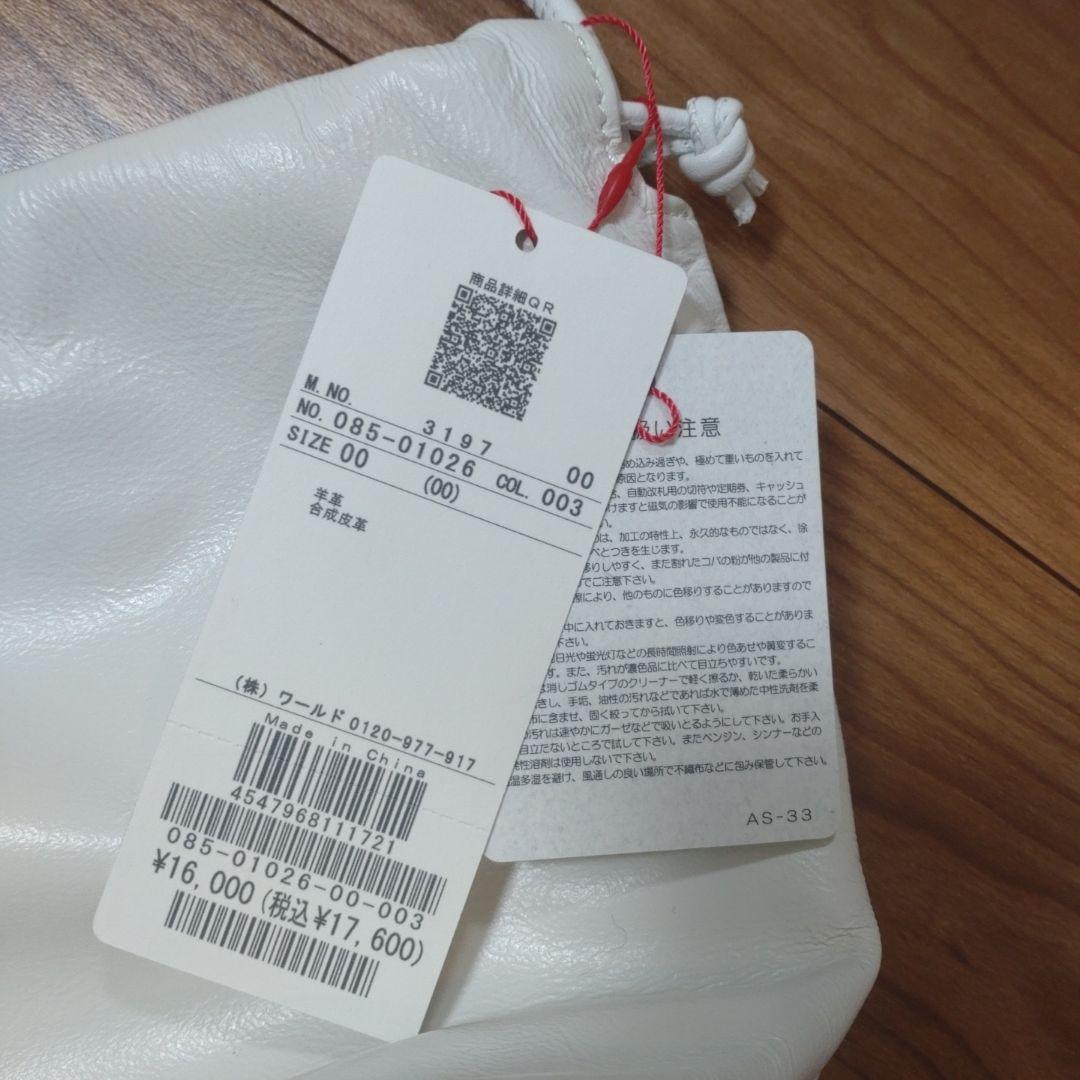 商品詳細QR
M. NO. 3197 00
NO. 085-01026 COL. 003
SIZE 00 (00)
羊革
合成皮革
(株) ワールド 0120-977-917
Made in China
4547968111721
085-01026-00-003
¥16,000 (税込¥17,600)
扱い注意
め込み過ぎや、極めて重いものを入れて
原因となります。
、自動改札用の切符や定期券、キャッシュ
けますと磁気の影響で使用不能になることが
い。
は、加工の特性上、永久的なものではなく、徐
べとつきを生じます。
移りしやすく、また割れたコバの粉が他の製品に付
でご注意下さい。
際により、他のものに色移りすることがありますので
中に入れておきますと、色移りや変色することがありま
下さい。
日光や蛍光灯などの長時間照射により色あせや黄変するこ
す。また、汚れが濃色品に比べて目立ちやすいです。
は消しゴムタイプのクリーナーで軽く擦るか、乾いた柔らかい
きし、手垢、油性の汚れなどであれば水で薄めた中性洗剤を柔
布に含ませ、固く絞ってから拭いて下さい。
汚れは速やかにガーゼなどで吸いとるようにして下さい。お手入
目立たないところで試して下さい。またベンジン、シンナーなどの
発性溶剤は使用しないで下さい。
温多湿を避け、風通しの良い場所で不織布などに包み保管して下さい。
AS-33